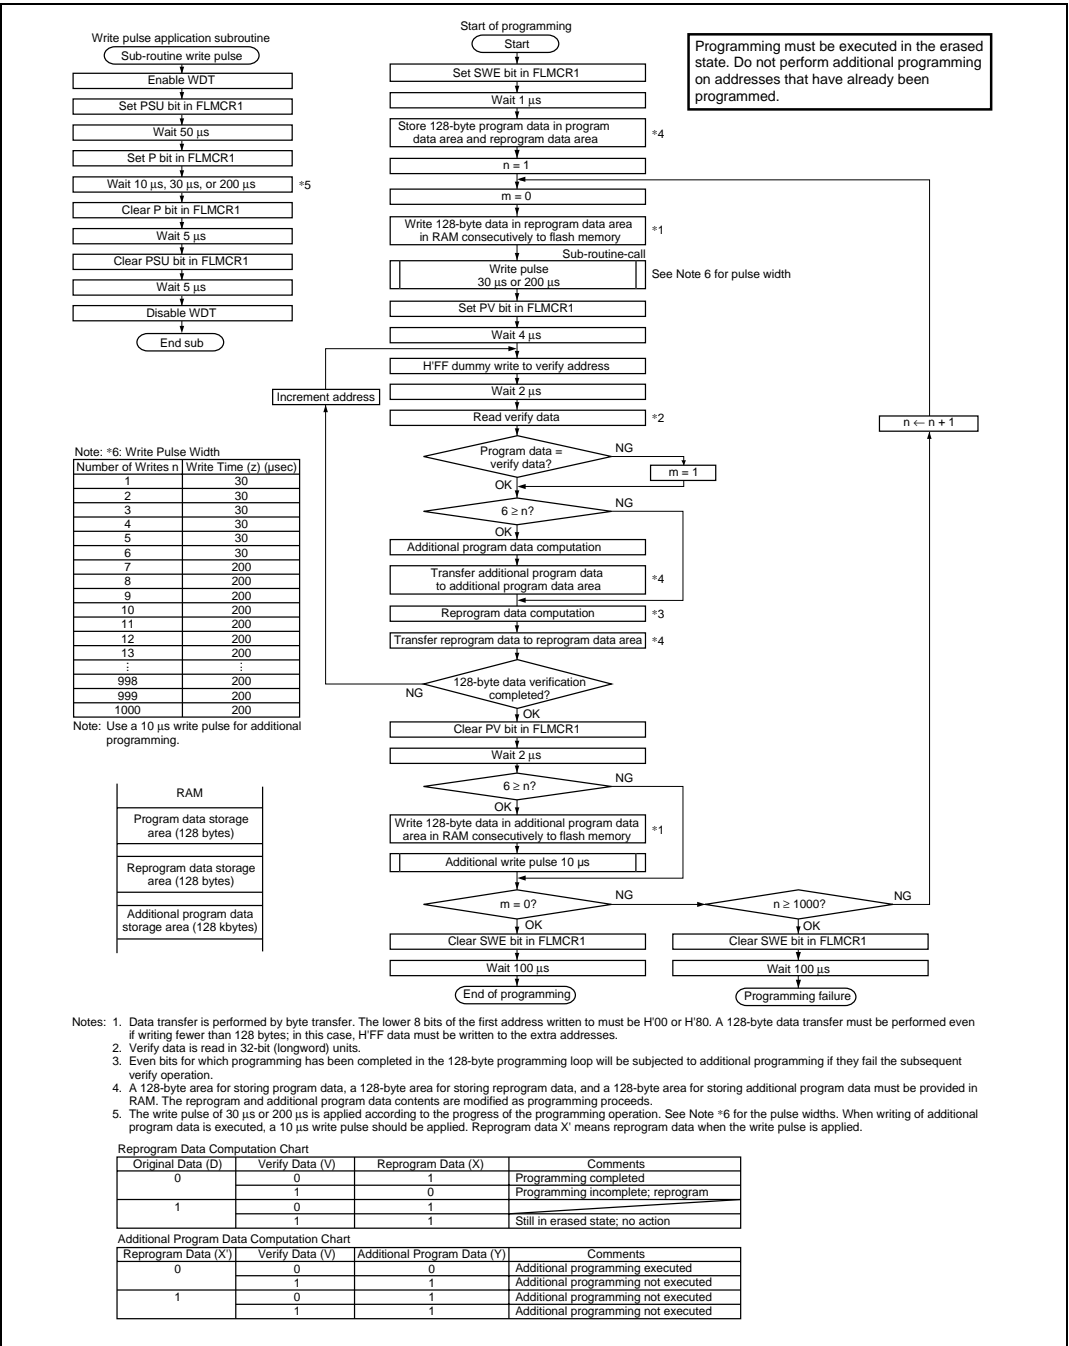 Write pulse application subroutine
Sub-routine write pulse
Enable WDT
Set PSU bit in FLMCR1
Wait 50 μs
Set P bit in FLMCR1
Wait 10 μs, 30 μs, or 200 μs *5
Clear P bit in FLMCR1
Wait 5 μs
Clear PSU bit in FLMCR1
Wait 5 μs
Disable WDT
End sub
Start of programming
Start
Set SWE bit in FLMCR1
Wait 1 μs
Store 128-byte program data in program
data area and reprogram data area
*4
n = 1
m = 0
Write 128-byte data in reprogram data area
in RAM consecutively to flash memory
*1
Sub-routine-call
Write pulse
30 μs or 200 μs
See Note 6 for pulse width
Set PV bit in FLMCR1
Wait 4 μs
H'FF dummy write to verify address
Wait 2 μs
Read verify data *2
Increment address
n ← n + 1
Program data =
verify data?
NG
m = 1
OK
6 ≥ n?
NG
OK
Additional program data computation
Transfer additional program data
to additional program data area
*4
Reprogram data computation *3
Transfer reprogram data to reprogram data area *4
128-byte data verification
completed?
NG
OK
Clear PV bit in FLMCR1
Wait 2 μs
6 ≥ n?
NG
OK
Write 128-byte data in additional program data
area in RAM consecutively to flash memory
*1
Additional write pulse 10 μs
m = 0?
NG
OK
n ≥ 1000?
NG
OK
Clear SWE bit in FLMCR1
Wait 100 μs
End of programming
Clear SWE bit in FLMCR1
Wait 100 μs
Programming failure
Programming must be executed in the erased
state. Do not perform additional programming
on addresses that have already been
programmed.
Note: *6: Write Pulse Width
Number of Writes n Write Time (z) (μsec)
1 30
2 30
3 30
4 30
5 30
6 30
7 200
8 200
9 200
10 200
11 200
12 200
13 200
⋮ ⋮
998 200
999 200
1000 200
Note: Use a 10 μs write pulse for additional
programming.
RAM
Program data storage
area (128 bytes)
Reprogram data storage
area (128 bytes)
Additional program data
storage area (128 kbytes)
Notes: 1. Data transfer is performed by byte transfer. The lower 8 bits of the first address written to must be H'00 or H'80. A 128-byte data transfer must be performed even
if writing fewer than 128 bytes; in this case, H'FF data must be written to the extra addresses.
2. Verify data is read in 32-bit (longword) units.
3. Even bits for which programming has been completed in the 128-byte programming loop will be subjected to additional programming if they fail the subsequent
verify operation.
4. A 128-byte area for storing program data, a 128-byte area for storing reprogram data, and a 128-byte area for storing additional program data must be provided in
RAM. The reprogram and additional program data contents are modified as programming proceeds.
5. The write pulse of 30 μs or 200 μs is applied according to the progress of the programming operation. See Note *6 for the pulse widths. When writing of additional
program data is executed, a 10 μs write pulse should be applied. Reprogram data X' means reprogram data when the write pulse is applied.
Reprogram Data Computation Chart
Original Data (D) Verify Data (V) Reprogram Data (X) Comments
0 0 1 Programming completed
1 0 Programming incomplete; reprogram
1 0 1
1 1 Still in erased state; no action
Additional Program Data Computation Chart
Reprogram Data (X') Verify Data (V) Additional Program Data (Y) Comments
0 0 0 Additional programming executed
1 1 Additional programming not executed
1 0 1 Additional programming not executed
1 1 Additional programming not executed